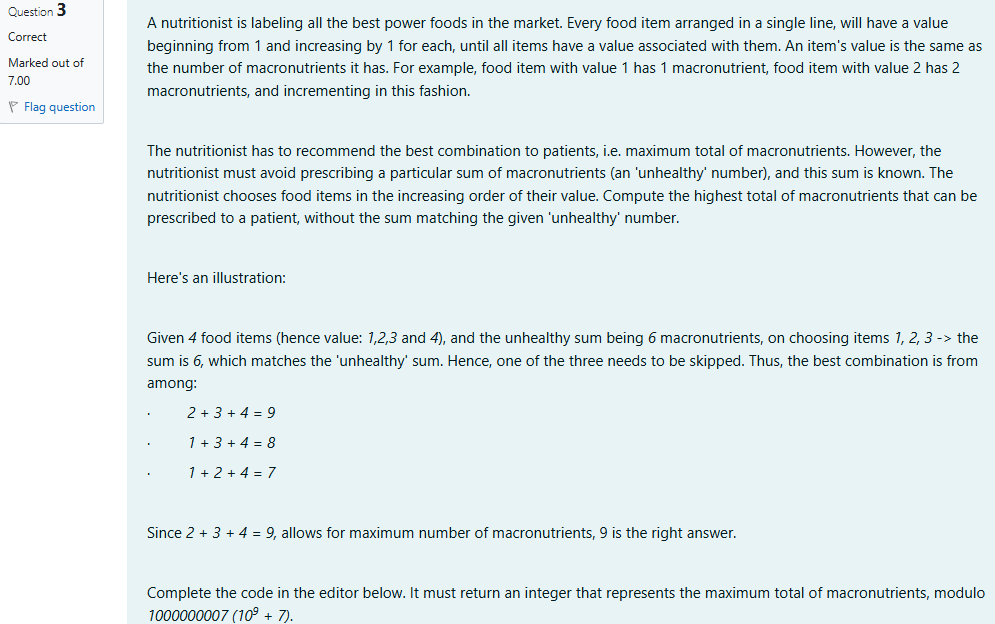 Question 3
Correct
Marked out of
7.00
Flag question
A nutritionist is labeling all the best power foods in the market. Every food item arranged in a single line, will have a value
beginning from 1 and increasing by 1 for each, until all items have a value associated with them. An item's value is the same as
the number of macronutrients it has. For example, food item with value 1 has 1 macronutrient, food item with value 2 has 2
macronutrients, and incrementing in this fashion.
The nutritionist has to recommend the best combination to patients, i.e. maximum total of macronutrients. However, the
nutritionist must avoid prescribing a particular sum of macronutrients (an 'unhealthy' number), and this sum is known. The
nutritionist chooses food items in the increasing order of their value. Compute the highest total of macronutrients that can be
prescribed to a patient, without the sum matching the given 'unhealthy' number.
Here's an illustration:
Given 4 food items (hence value: 1,2,3 and 4), and the unhealthy sum being 6 macronutrients, on choosing items 1, 2, 3 -> the
sum is 6, which matches the 'unhealthy' sum. Hence, one of the three needs to be skipped. Thus, the best combination is from
among:
· 2 + 3 + 4 = 9
· 1 + 3 + 4 = 8
· 1 + 2 + 4 = 7
Since 2 + 3 + 4 = 9, allows for maximum number of macronutrients, 9 is the right answer.
Complete the code in the editor below. It must return an integer that represents the maximum total of macronutrients, modulo
1000000007 (10⁹ + 7).